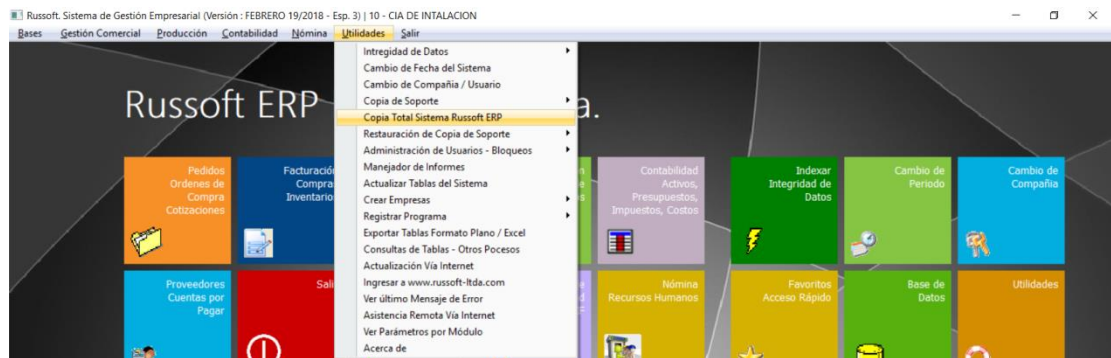 Russoft. Sistema de Gestión Empresarial (Versión : FEBRERO 19/2018 - Esp. 3) | 10 - CIA DE INTALACION
Bases Gestión Comercial Producción Contabilidad Nómina Utilidades Salir
Intregidad de Datos
Cambio de Fecha del Sistema
Cambio de Compañia / Usuario
Copia de Soporte
Copia Total Sistema Russoft ERP
Restauración de Copia de Soporte
Administración de Usuarios - Bloqueos
Manejador de Informes
Actualizar Tablas del Sistema
Crear Empresas
Registrar Programa
Exportar Tablas Formato Plano / Excel
Consultas de Tablas - Otros Pocesos
Actualización Vía Internet
Ingresar a www.russoft-ltda.com
Ver último Mensaje de Error
Asistencia Remota Vía Internet
Ver Parámetros por Módulo
Acerca de
Russoft ERP
a.
Pedidos
Ordenes de
Compra
Cotizaciones
Facturació
Compra
Inventario
Contabilidad
Activos,
Presupuestos,
Impuestos, Costos
Indexar
Integridad de
Datos
Cambio de
Periodo
Cambio de
Compañia
Proveedores
Cuentas por
Pagar
Sali
Nómina
Recursos Humanos
Favoritos
Acceso Rápido
Base de
Datos
Utilidades